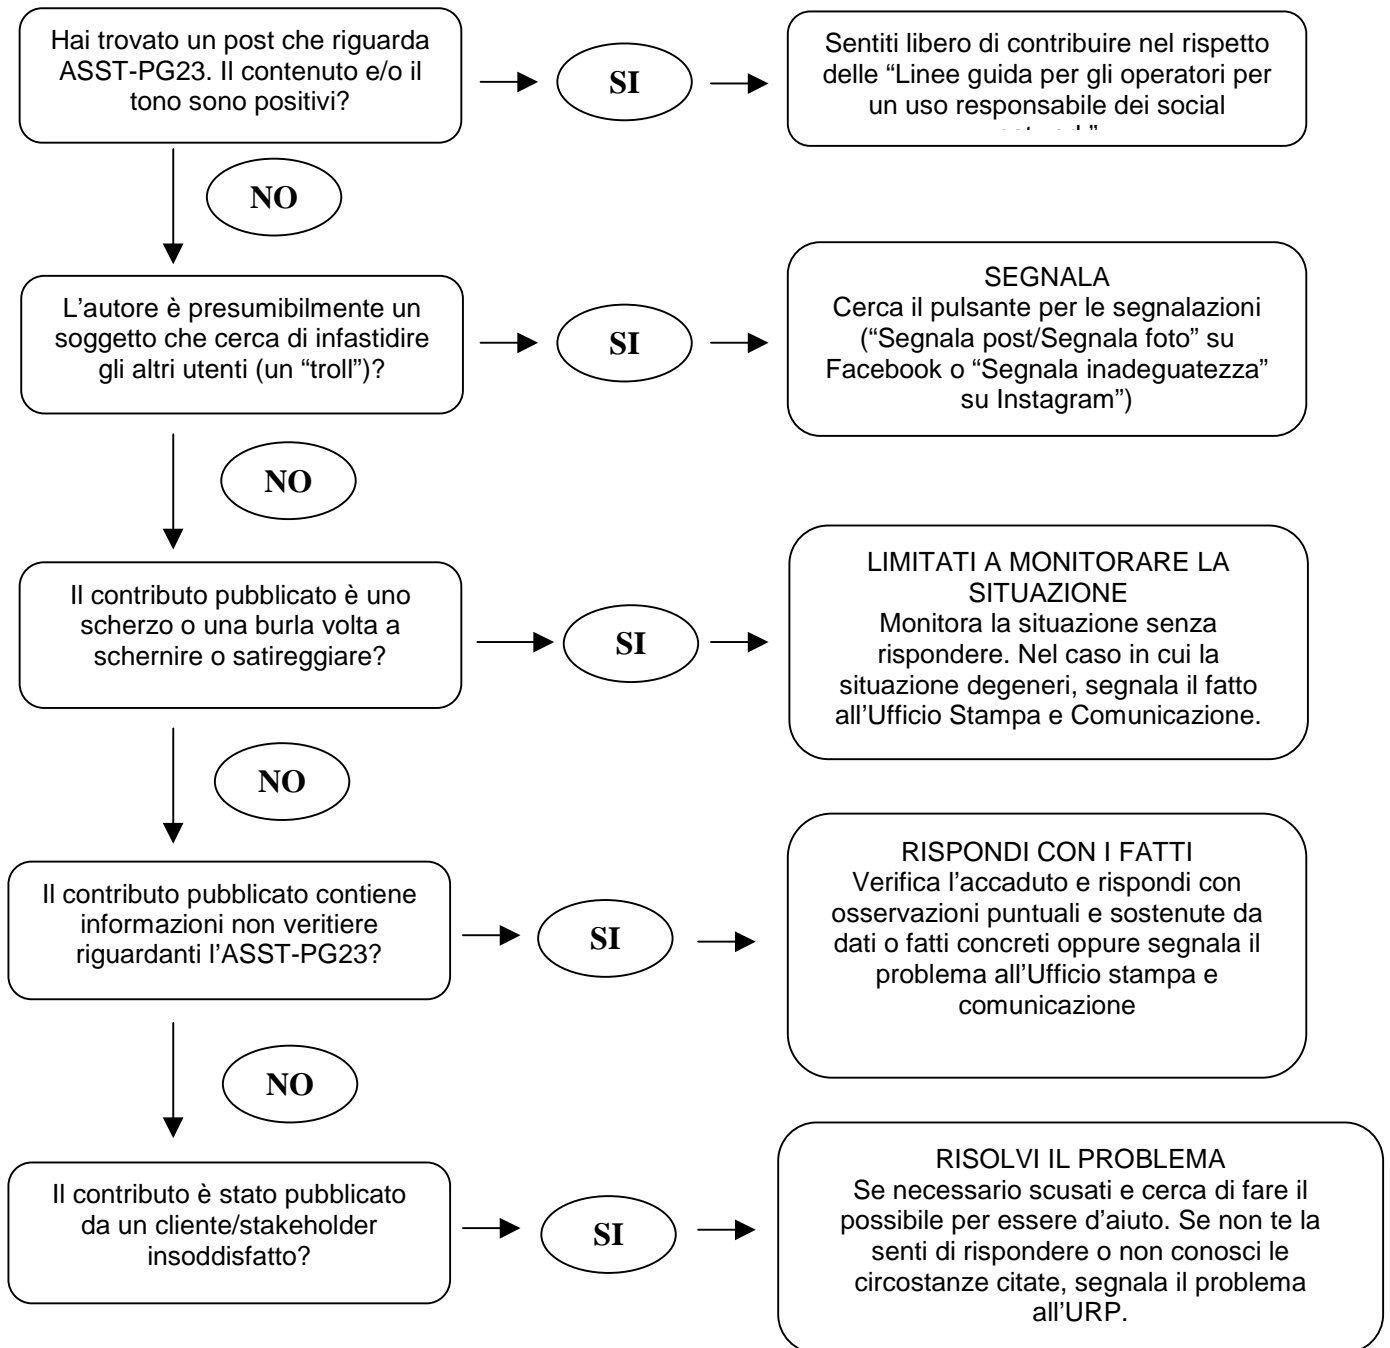 Hai trovato un post che riguarda
ASST-PG23. Il contenuto e/o il
tono sono positivi?
SI
Sentiti libero di contribuire nel rispetto
delle “Linee guida per gli operatori per
un uso responsabile dei social
NO
L’autore è presumibilmente un
soggetto che cerca di infastidire
gli altri utenti (un “troll”)?
SI
SEGNALA
Cerca il pulsante per le segnalazioni
(“Segnala post/Segnala foto” su
Facebook o “Segnala inadeguatezza”
su Instagram”)
NO
Il contributo pubblicato è uno
scherzo o una burla volta a
schernire o satireggiare?
SI
LIMITATI A MONITORARE LA
SITUAZIONE
Monitora la situazione senza
rispondere. Nel caso in cui la
situazione degeneri, segnala il fatto
all’Ufficio Stampa e Comunicazione.
NO
Il contributo pubblicato contiene
informazioni non veritiere
riguardanti l’ASST-PG23?
SI
RISPONDI CON I FATTI
Verifica l’accaduto e rispondi con
osservazioni puntuali e sostenute da
dati o fatti concreti oppure segnala il
problema all’Ufficio stampa e
comunicazione
NO
Il contributo è stato pubblicato
da un cliente/stakeholder
insoddisfatto?
SI
RISOLVI IL PROBLEMA
Se necessario scusati e cerca di fare il
possibile per essere d’aiuto. Se non te la
senti di rispondere o non conosci le
circostanze citate, segnala il problema
all’URP.